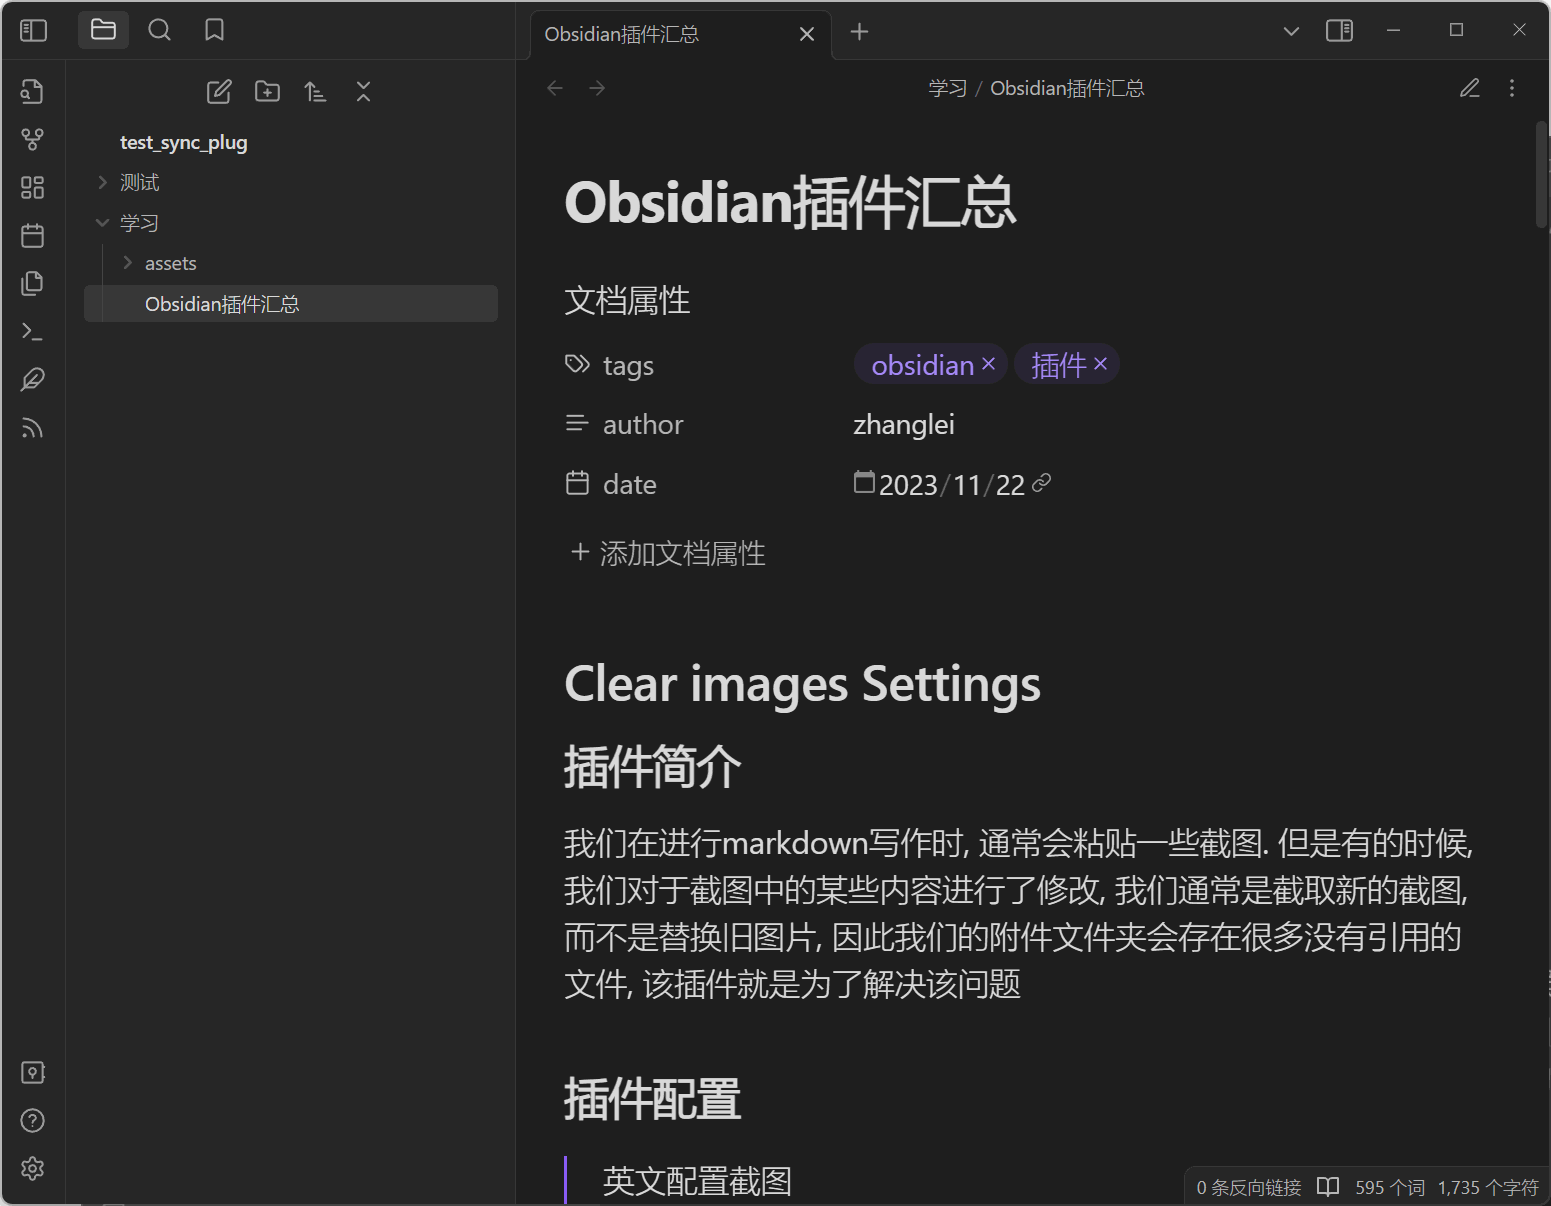 Obsidian插件汇总
学习 / Obsidian插件汇总
test_sync_plug
测试
学习
assets
Obsidian插件汇总
Obsidian插件汇总
文档属性
tags obsidian 插件
author zhanglei
date 2023/11/22
添加文档属性
Clear images Settings
插件简介
我们在进行markdown写作时, 通常会粘贴一些截图. 但是有的时候,
我们对于截图中的某些内容进行了修改, 我们通常是截取新的截图,
而不是替换旧图片, 因此我们的附件文件夹会存在很多没有引用的
文件, 该插件就是为了解决该问题
插件配置
英文配置截图
0 条反向链接 595 个词 1,735 个字符